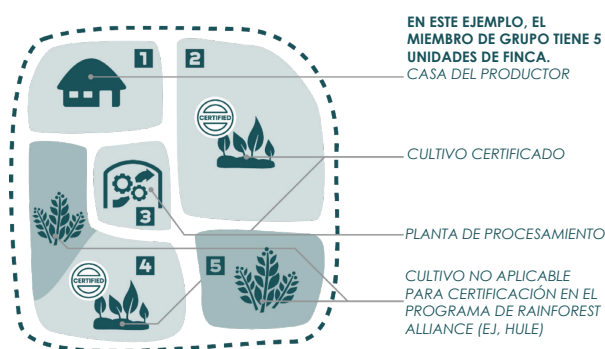 EN ESTE EJEMPLO, EL
MIEMBRO DE GRUPO TIENE 5
UNIDADES DE FINCA.
CASA DEL PRODUCTOR
1
2
CERTIFIED
CULTIVO CERTIFICADO
3
PLANTA DE PROCESAMIENTO
4
5
CERTIFIED
CULTIVO NO APLICABLE
PARA CERTIFICACIÓN EN EL
PROGRAMA DE RAINFOREST
ALLIANCE (EJ, HULE)